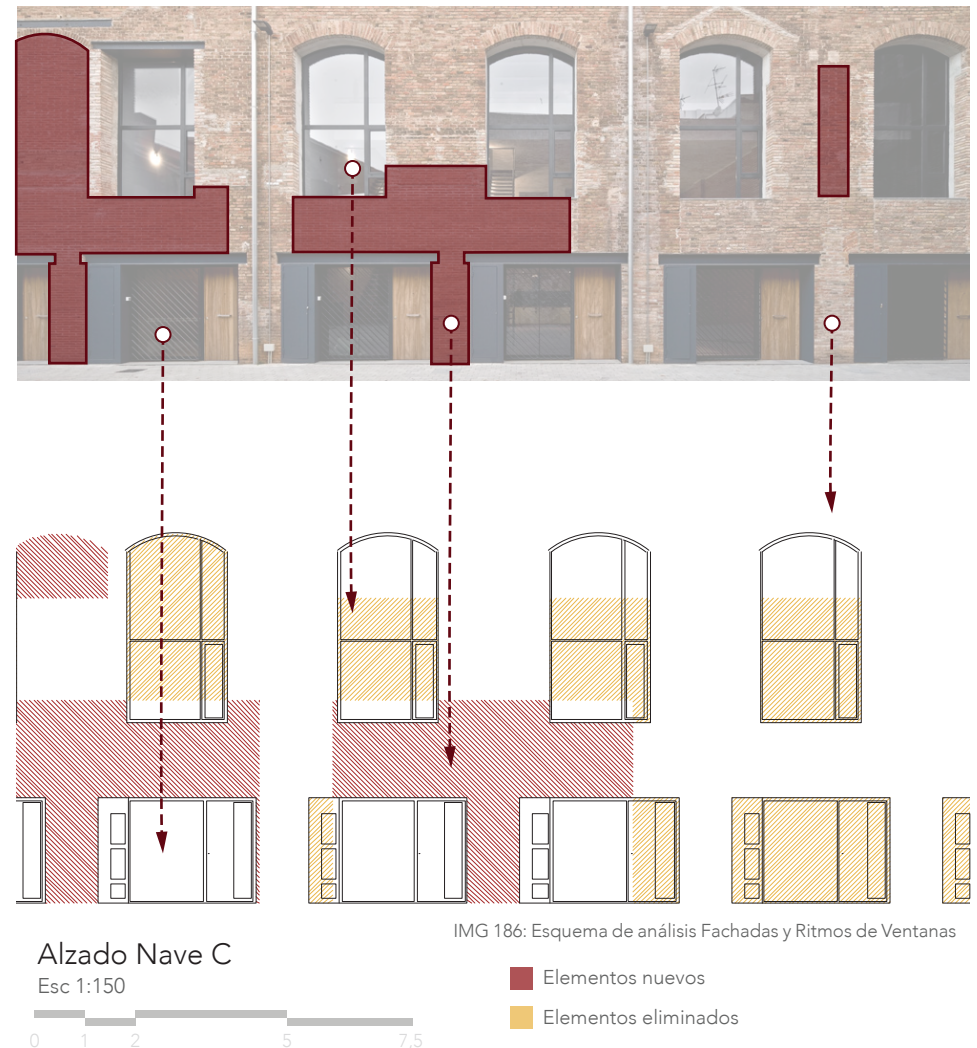 IMG 186: Esquema de análisis Fachadas y Ritmos de Ventanas
Alzado Nave C
Esc 1:150
0 1 2 5 7,5
Elementos nuevos
Elementos eliminados